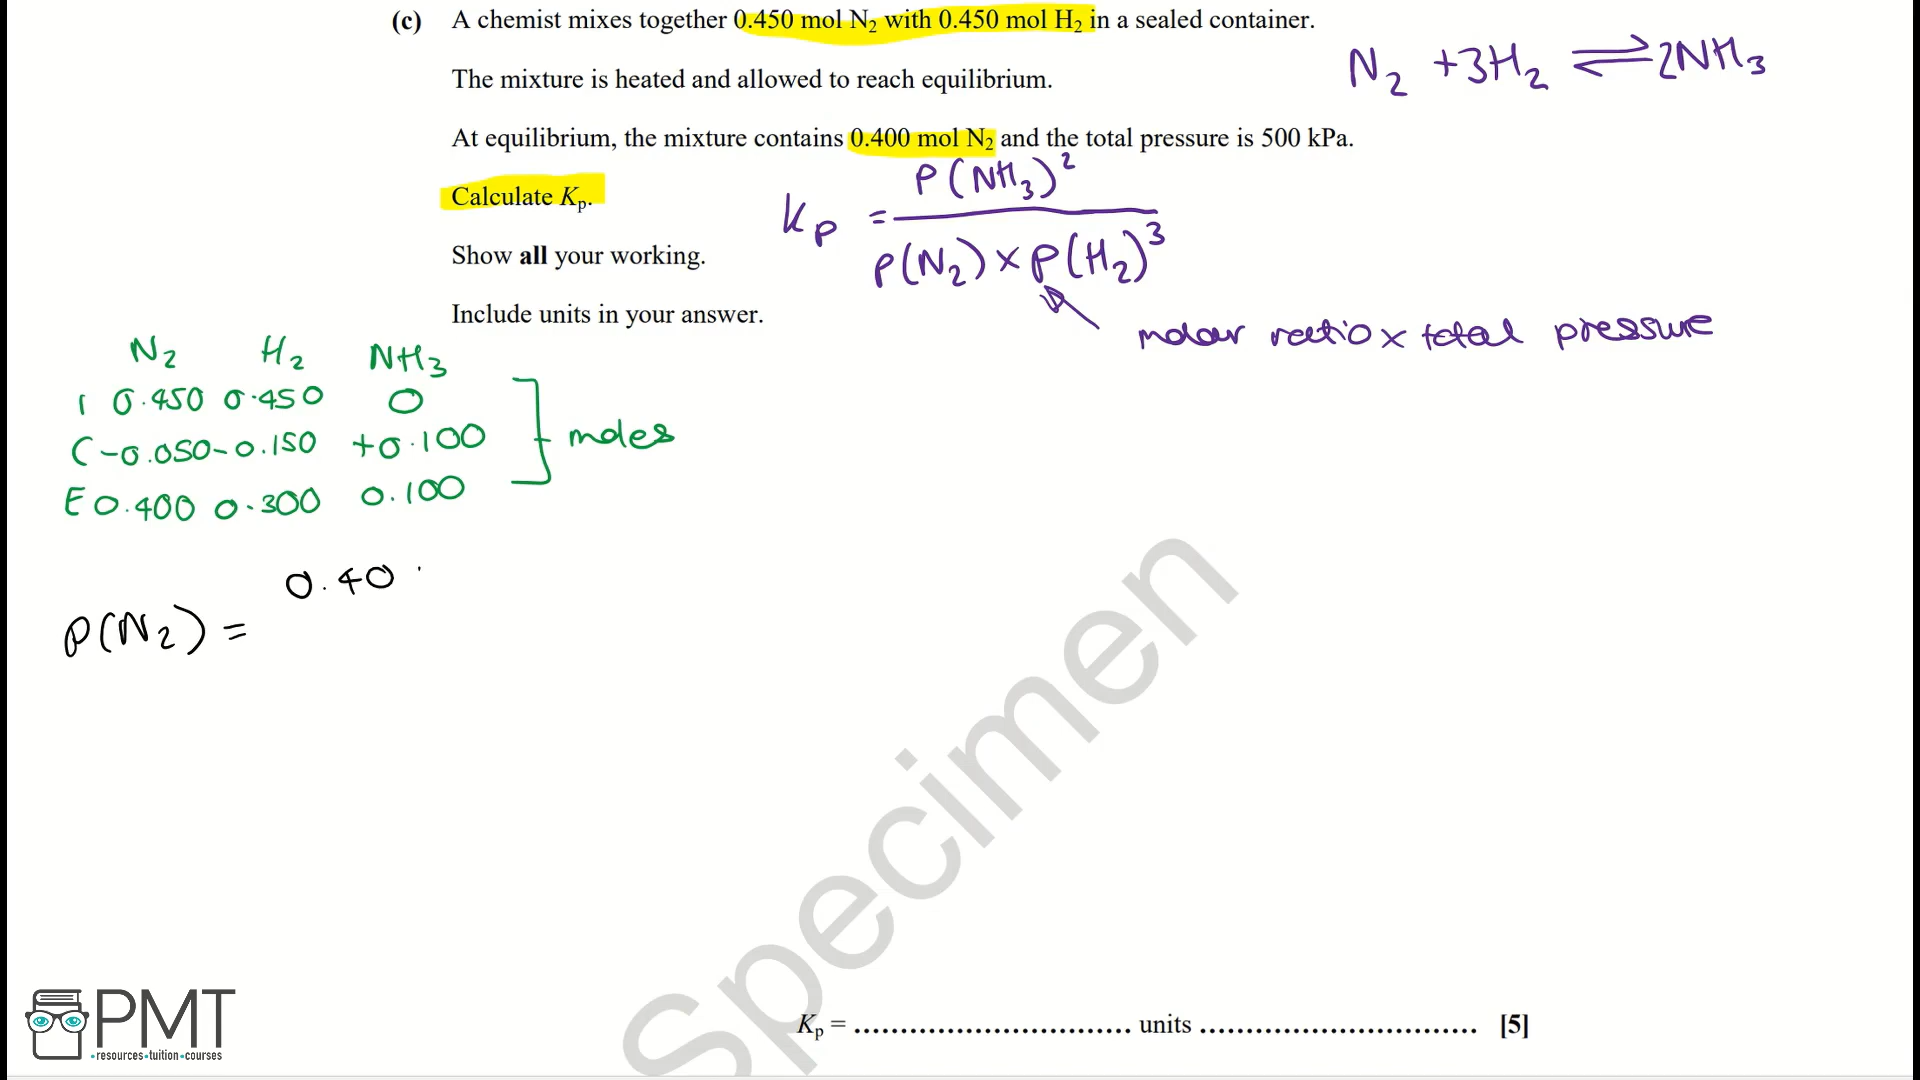 (c) A chemist mixes together 0.450 mol N₂ with 0.450 mol H₂ in a sealed container.
N₂ + 3H₂ ⇌ 2NH₃
The mixture is heated and allowed to reach equilibrium.
At equilibrium, the mixture contains 0.400 mol N₂ and the total pressure is 500 kPa.
Calculate Kp.
Kp = P(NH₃)² / P(N₂) × P(H₂)³
Show all your working.
Include units in your answer.
molar ratio × total pressure
N₂ H₂ NH₃
I 0.450 0.450 0
C -0.050 -0.150 +0.100
E 0.400 0.300 0.100
moles
P(N₂) = 0.40
Specimen
PMT
•resources•tuition•courses
Kp = .............................. units .............................. [5]